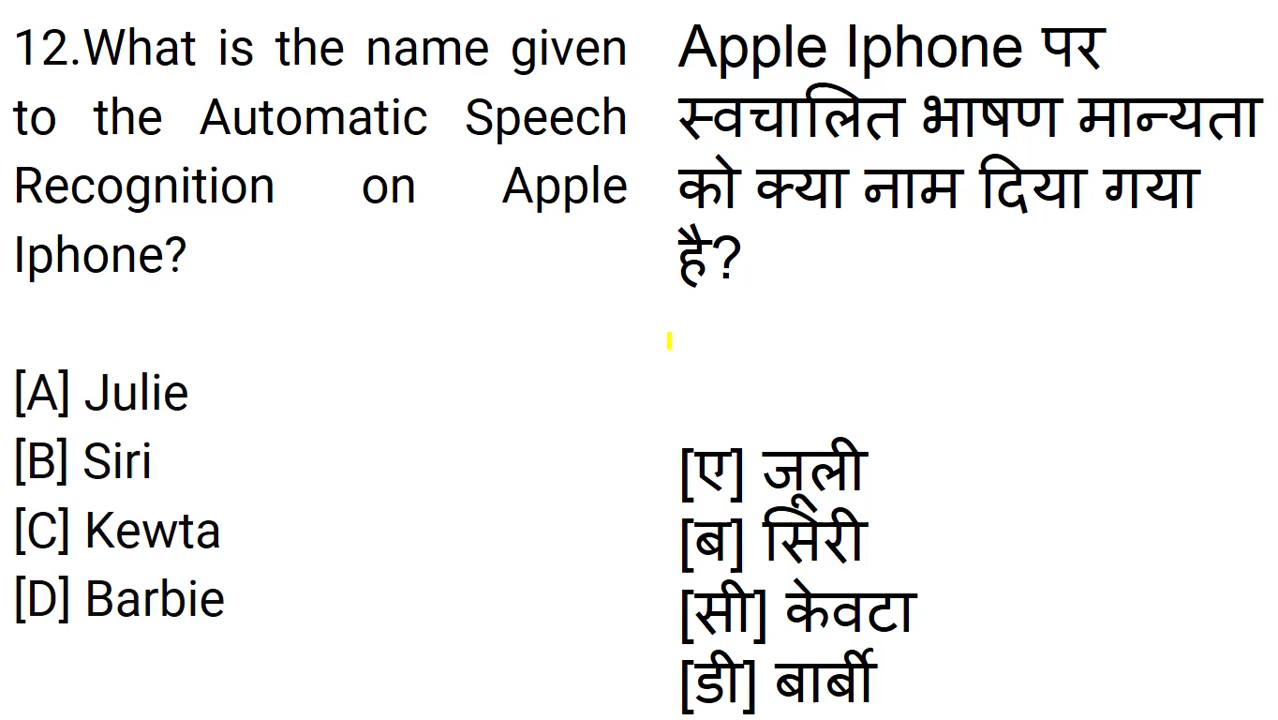 12.What is the name given
to the Automatic Speech
Recognition on Apple
Iphone?
[A] Julie
[B] Siri
[C] Kewta
[D] Barbie
Apple Iphone पर
स्वचालित भाषण मान्यता
को क्या नाम दिया गया
है?
[ए] जूली
[ब] सिरी
[सी] केवटा
[डी] बार्बी